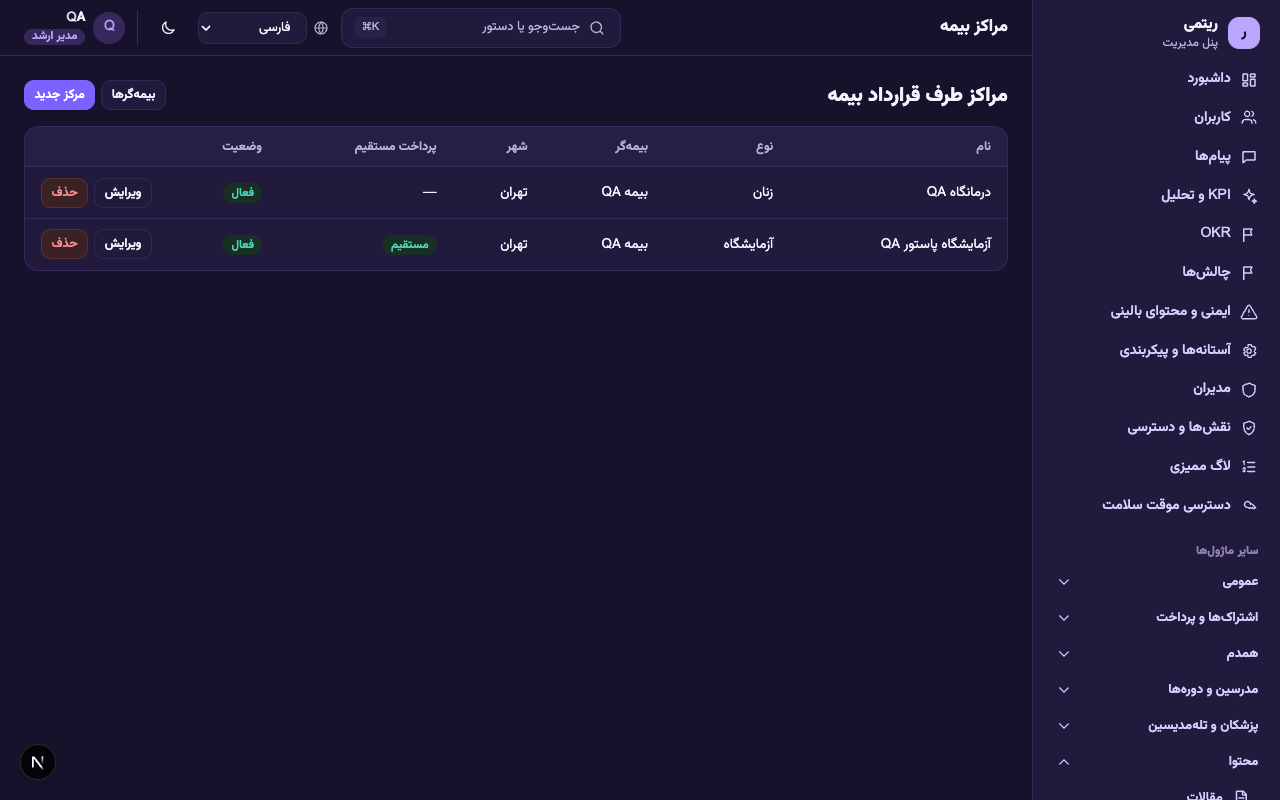 ریتمی
پنل مدیریت
داشبورد
کاربران
پیام‌ها
KPI و تحلیل
OKR
چالش‌ها
ایمنی و محتوای بالینی
آستانه‌ها و پیکربندی
مدیران
نقش‌ها و دسترسی
لاگ ممیزی
دسترسی موقت سلامت
سایر ماژول‌ها
عمومی
اشتراک‌ها و پرداخت
همدم
مدرسین و دوره‌ها
پزشکان و تله‌مدیسین
محتوا
مقالات
مراکز بیمه
جست‌وجو یا دستور ⌘K
فارسی
Q
QA
مدیر ارشد
مراکز طرف قرارداد بیمه
بیمه‌گرها مرکز جدید
نام نوع بیمه‌گر شهر پرداخت مستقیم وضعیت
درمانگاه QA زنان بیمه QA تهران — فعال ویرایش حذف
آزمایشگاه پاستور QA آزمایشگاه بیمه QA تهران مستقیم فعال ویرایش حذف
N